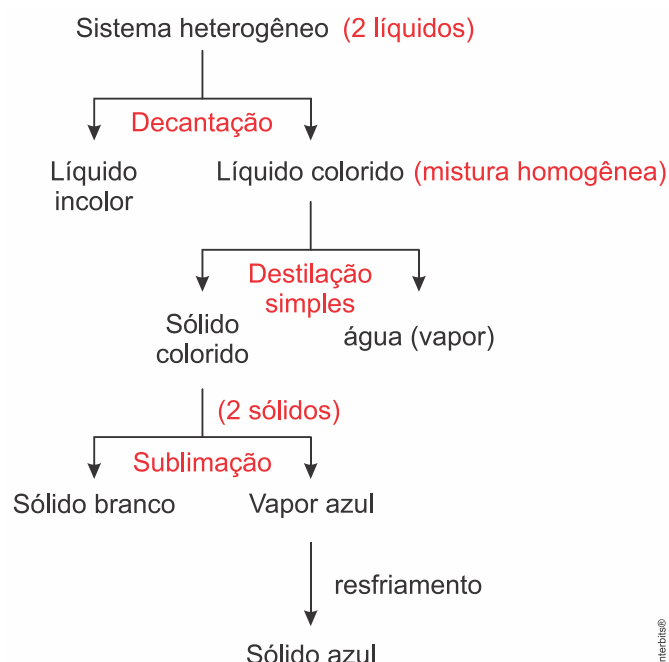 Sistema heterogêneo (2 líquidos)
Decantação
Líquido
incolor
Líquido colorido (mistura homogênea)
Destilação
simples
Sólido
colorido
água (vapor)
(2 sólidos)
Sublimação
Sólido branco
Vapor azul
resfriamento
Sólido azul